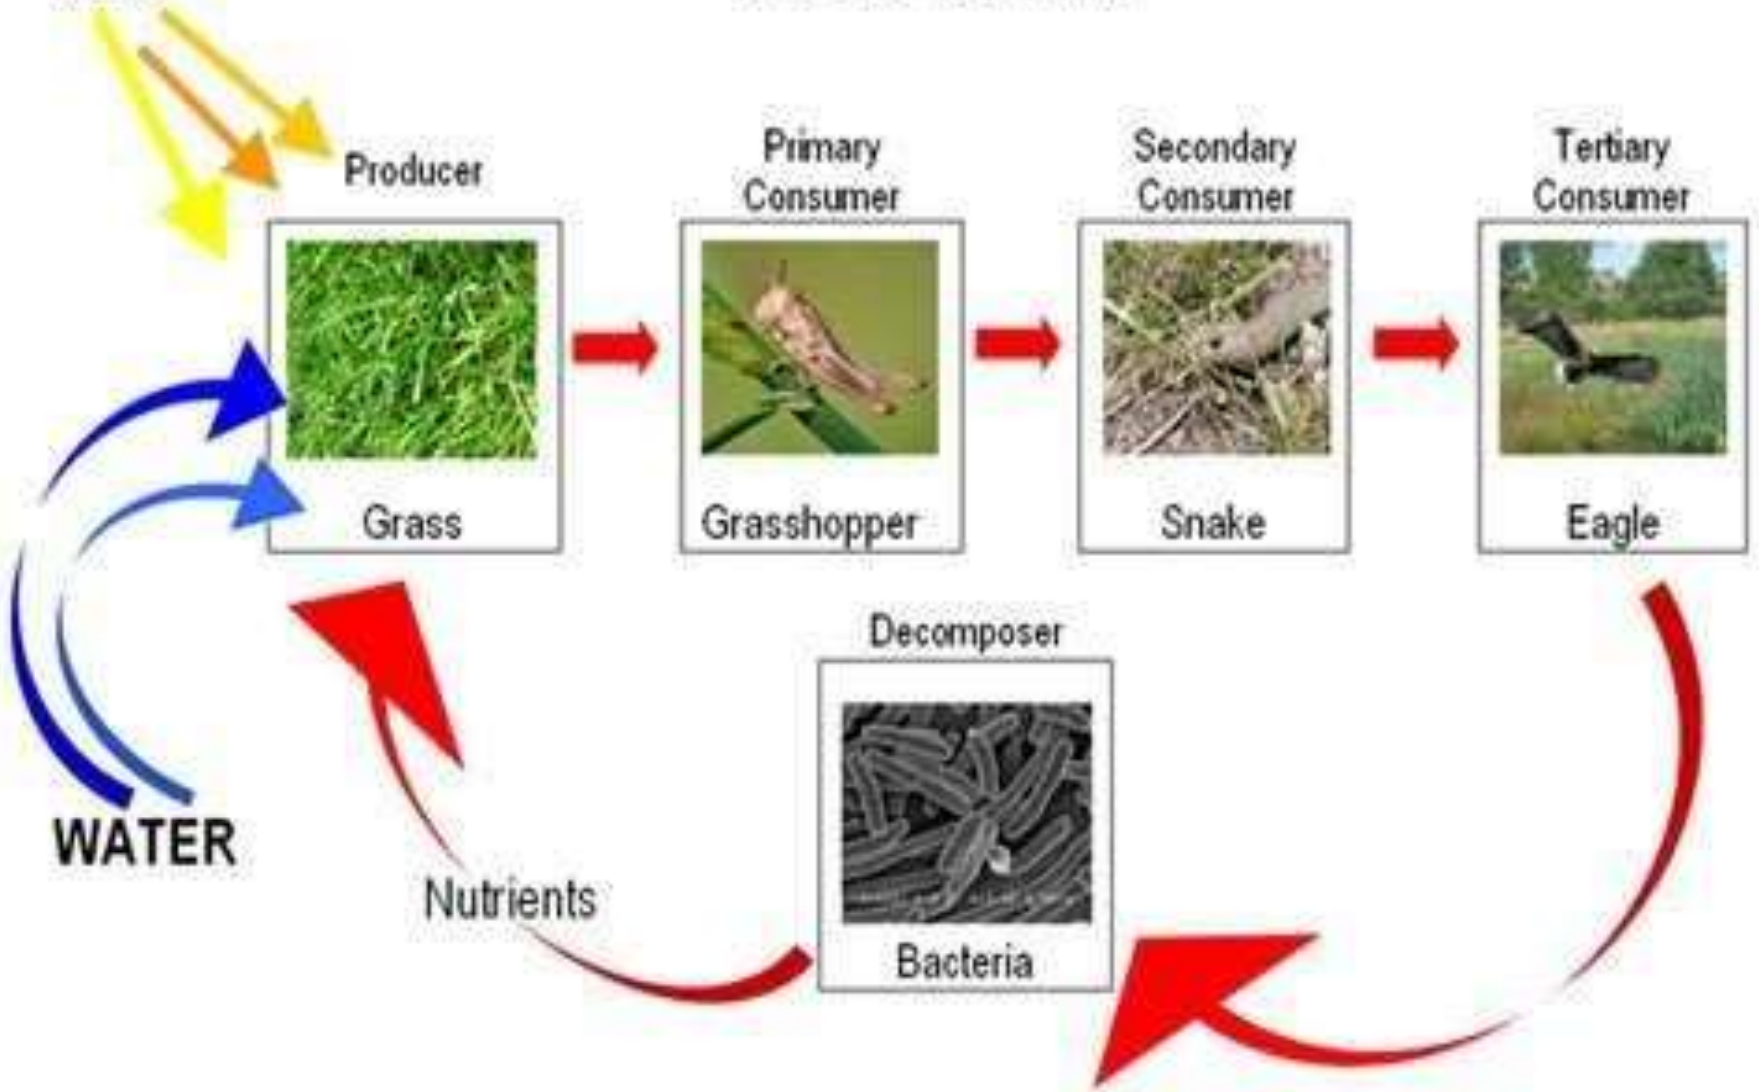 Producer
Primary
Consumer
Secondary
Consumer
Tertiary
Consumer
Grass
Grasshopper
Snake
Eagle
Decomposer
WATER
Nutrients
Bacteria